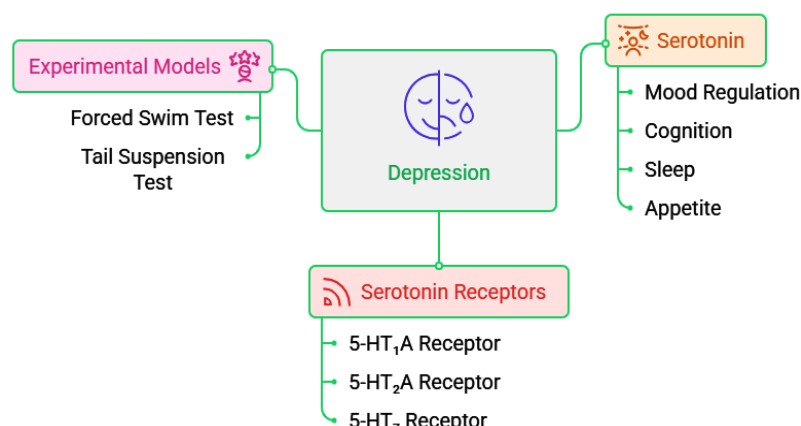 Experimental Models
Forced Swim Test
Tail Suspension
Test
Depression
Serotonin
Mood Regulation
Cognition
Sleep
Appetite
Serotonin Receptors
5-HT₁A Receptor
5-HT₂A Receptor
5-HT₇ Receptor